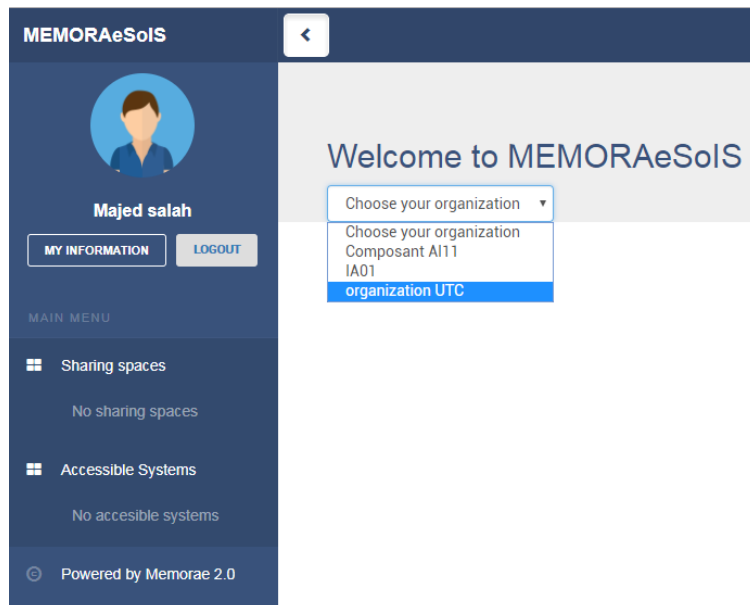 MEMORAeSoIS
Majed salah
MY INFORMATION
LOGOUT
MAIN MENU
Sharing spaces
No sharing spaces
Accessible Systems
No accesible systems
Powered by Memorae 2.0
Welcome to MEMORAeSoIS
Choose your organization
Choose your organization
Composant AI11
IA01
organization UTC